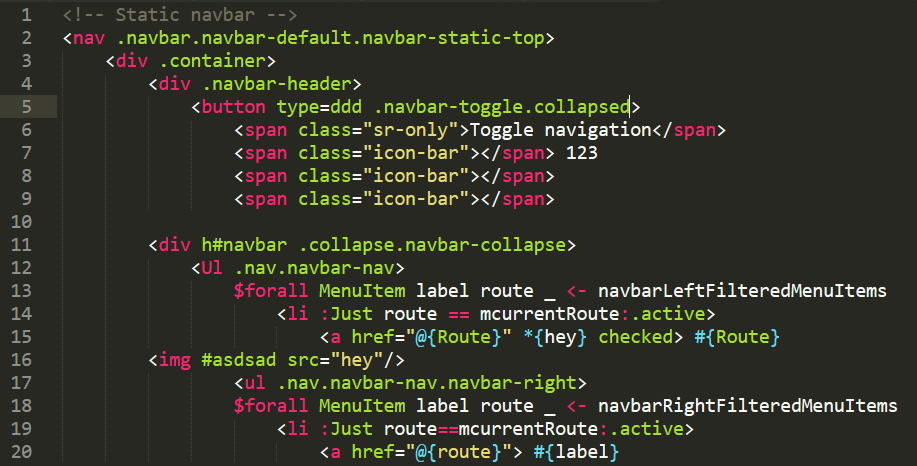 1 <!-- Static navbar -->
2 <nav .navbar.navbar-default.navbar-static-top>
3     <div .container>
4         <div .navbar-header>
5             <button type=ddd .navbar-toggle.collapsed>
6                 <span class="sr-only">Toggle navigation</span>
7                 <span class="icon-bar"></span> 123
8                 <span class="icon-bar"></span>
9                 <span class="icon-bar"></span>
10
11         <div h#navbar .collapse.navbar-collapse>
12             <Ul .nav.navbar-nav>
13                 $forall MenuItem label route _ <- navbarLeftFilteredMenuItems
14                     <li :Just route == mcurrentRoute:.active>
15                         <a href="@{Route}" *{hey} checked> #{Route}
16         <img #asdsad src="hey"/>
17                 <ul .nav.navbar-nav.navbar-right>
18                 $forall MenuItem label route _ <- navbarRightFilteredMenuItems
19                     <li :Just route==mcurrentRoute:.active>
20                         <a href="@{route}"> #{label}